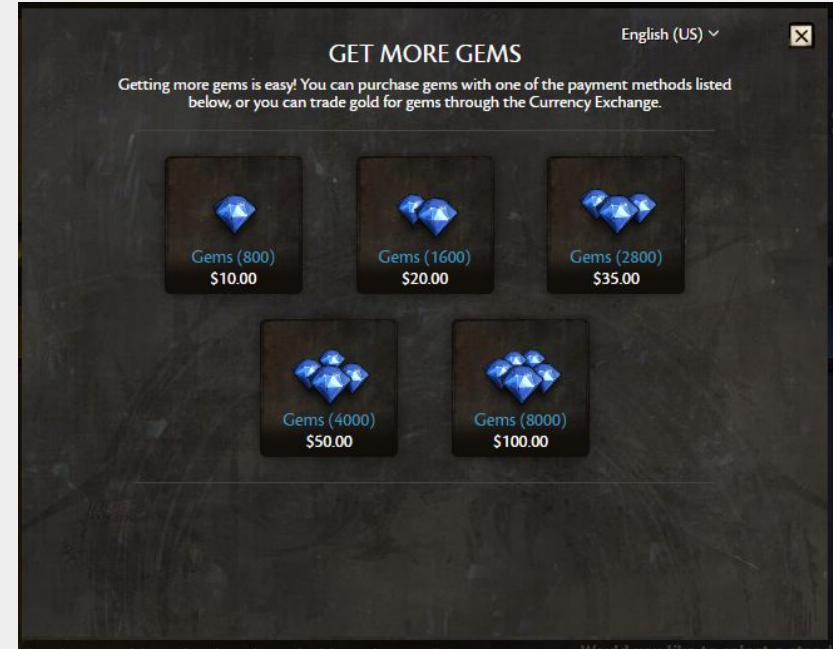 English (US)
GET MORE GEMS
Getting more gems is easy! You can purchase gems with one of the payment methods listed
below, or you can trade gold for gems through the Currency Exchange.
Gems (800)
$10.00
Gems (1600)
$20.00
Gems (2800)
$35.00
Gems (4000)
$50.00
Gems (8000)
$100.00